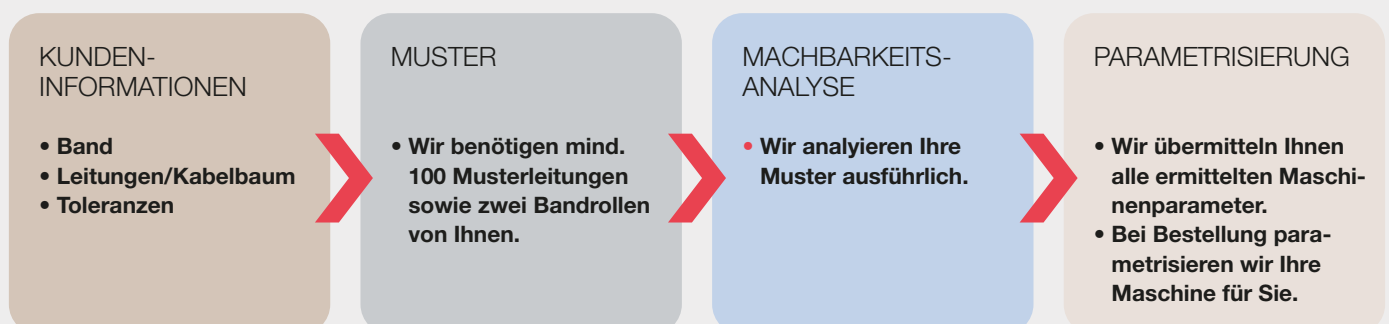 KUNDEN-
INFORMATIONEN
• Band
• Leitungen/Kabelbaum
• Toleranzen
MUSTER
• Wir benötigen mind.
100 Musterleitungen
sowie zwei Bandrollen
von Ihnen.
MACHBARKEITS-
ANALYSE
• Wir analyieren Ihre
Muster ausführlich.
PARAMETRISIERUNG
• Wir übermitteln Ihnen
alle ermittelten Maschi-
nenparameter.
• Bei Bestellung para-
metrisieren wir Ihre
Maschine für Sie.